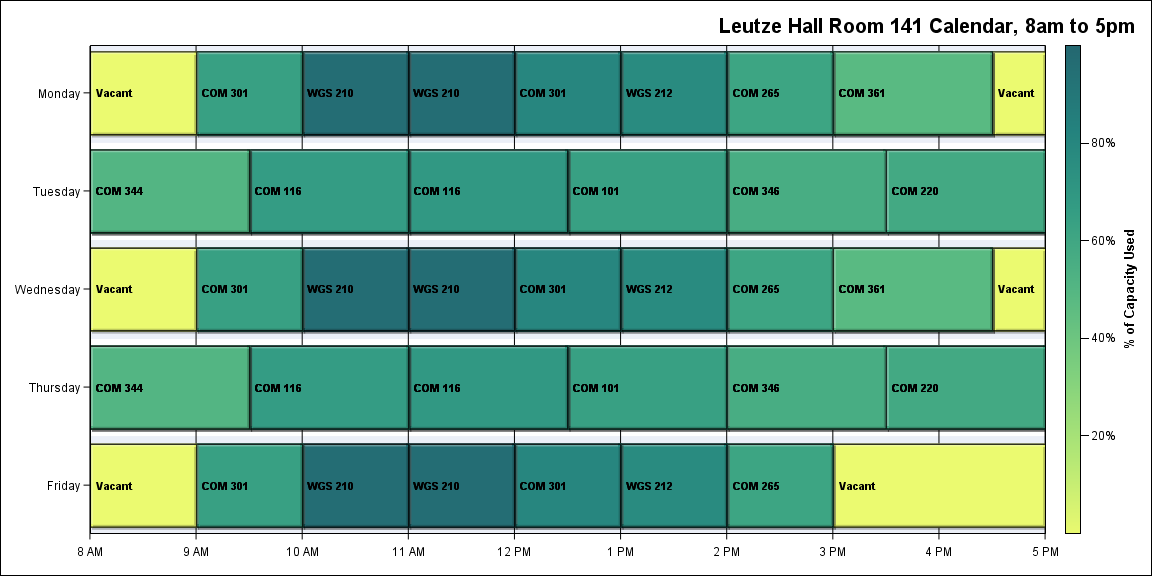 Leutze Hall Room 141 Calendar, 8am to 5pm
Monday
Vacant
COM 301
WGS 210
WGS 210
COM 301
WGS 212
COM 265
COM 361
Vacant
Tuesday
COM 344
COM 116
COM 116
COM 101
COM 346
COM 220
Wednesday
Vacant
COM 301
WGS 210
WGS 210
COM 301
WGS 212
COM 265
COM 361
Vacant
Thursday
COM 344
COM 116
COM 116
COM 101
COM 346
COM 220
Friday
Vacant
COM 301
WGS 210
WGS 210
COM 301
WGS 212
COM 265
Vacant
8 AM
9 AM
10 AM
11 AM
12 PM
1 PM
2 PM
3 PM
4 PM
5 PM
80%
60%
40%
20%
% of Capacity Used